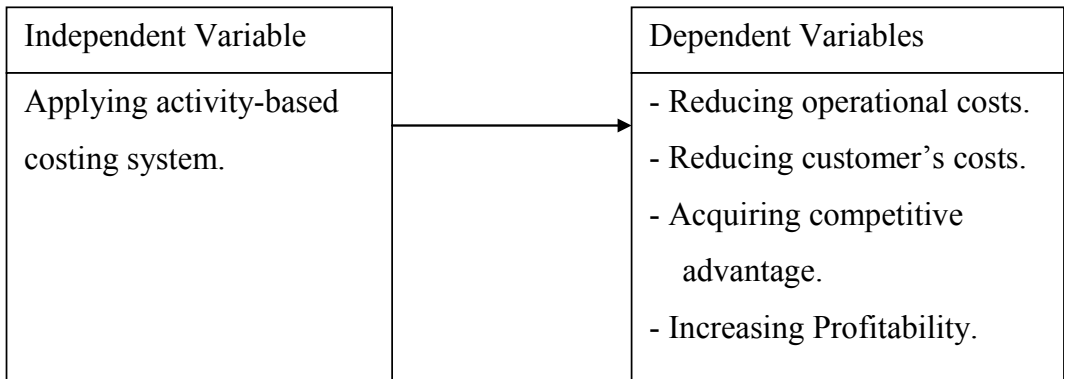 Independent Variable
Applying activity-based
costing system.
Dependent Variables
- Reducing operational costs.
- Reducing customer’s costs.
- Acquiring competitive
advantage.
- Increasing Profitability.